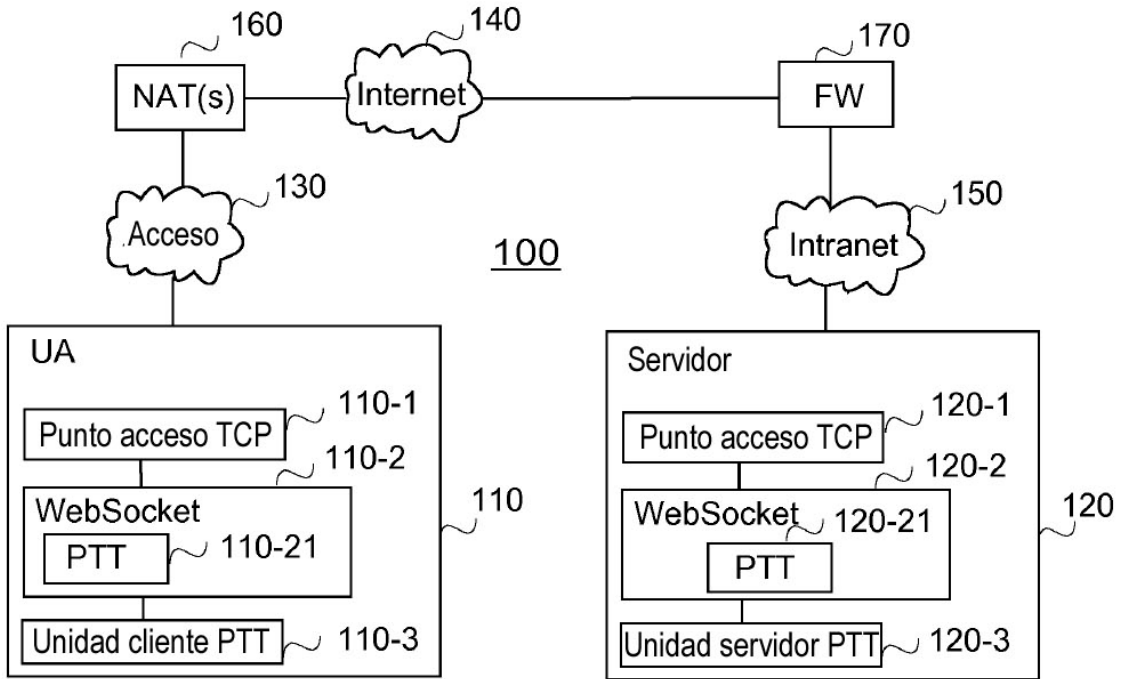 160
140
170
NAT(s)
Internet
FW
130
150
Acceso
Intranet
100
UA
Servidor
110-1
120-1
Punto acceso TCP
Punto acceso TCP
110-2
120-2
WebSocket
110
WebSocket
120
110-21
120-21
PTT
PTT
Unidad cliente PTT
110-3
Unidad servidor PTT
120-3